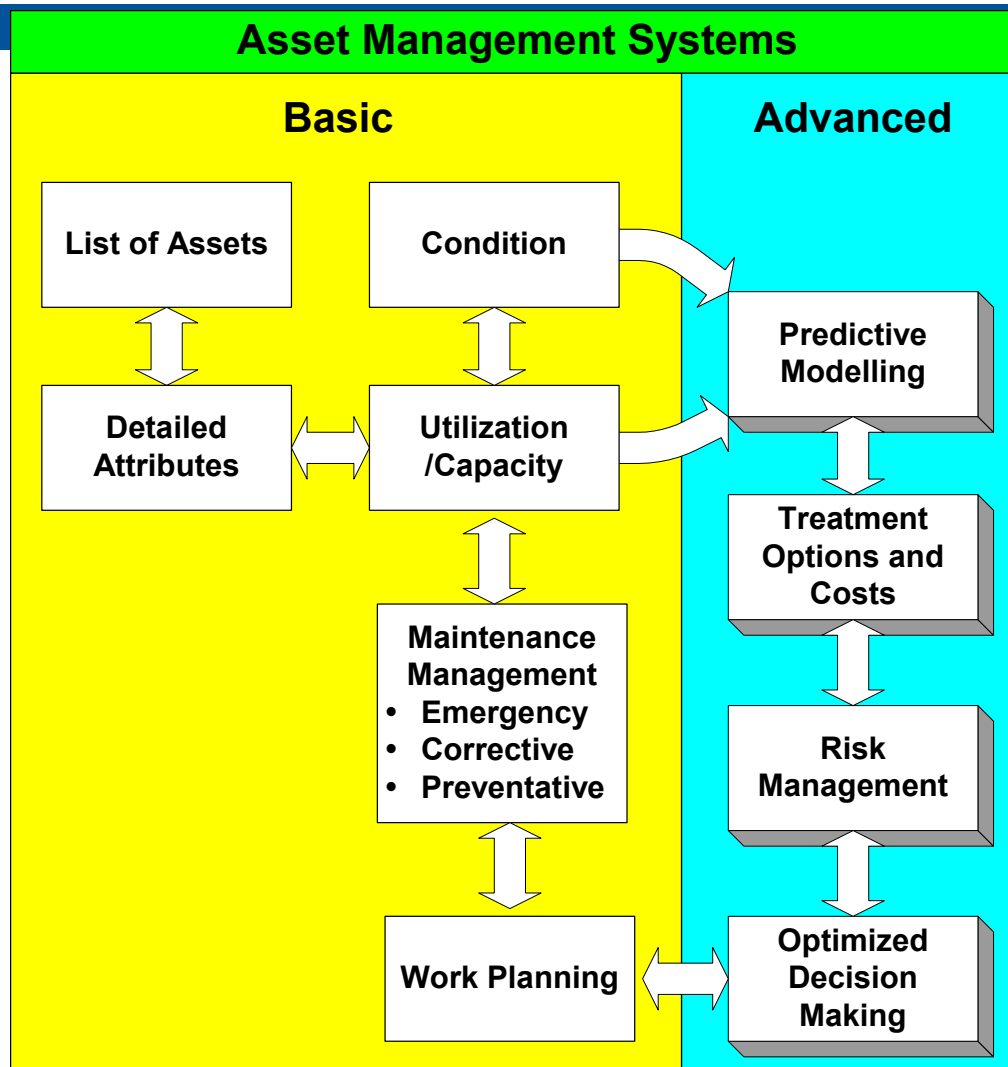 Asset Management Systems
Basic
Advanced
List of Assets
Condition
Predictive
Modelling
Detailed
Attributes
Utilization
/Capacity
Treatment
Options and
Costs
Maintenance
Management
• Emergency
• Corrective
• Preventative
Risk
Management
Work Planning
Optimized
Decision
Making